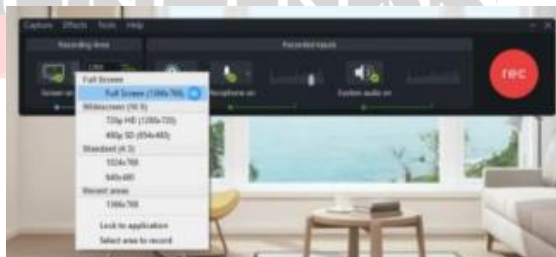 Capture Effects Tools Help
Recording Area
Recorded Inputs
Screen on
Microphone on
System audio on
rec
Full Screen
Full Screen (1366x768)
Widescreen (16:9)
720p HD (1280x720)
480p SD (854x480)
Standard (4:3)
1024x768
640x480
Recent areas
1366x768
Lock to application
Select area to record